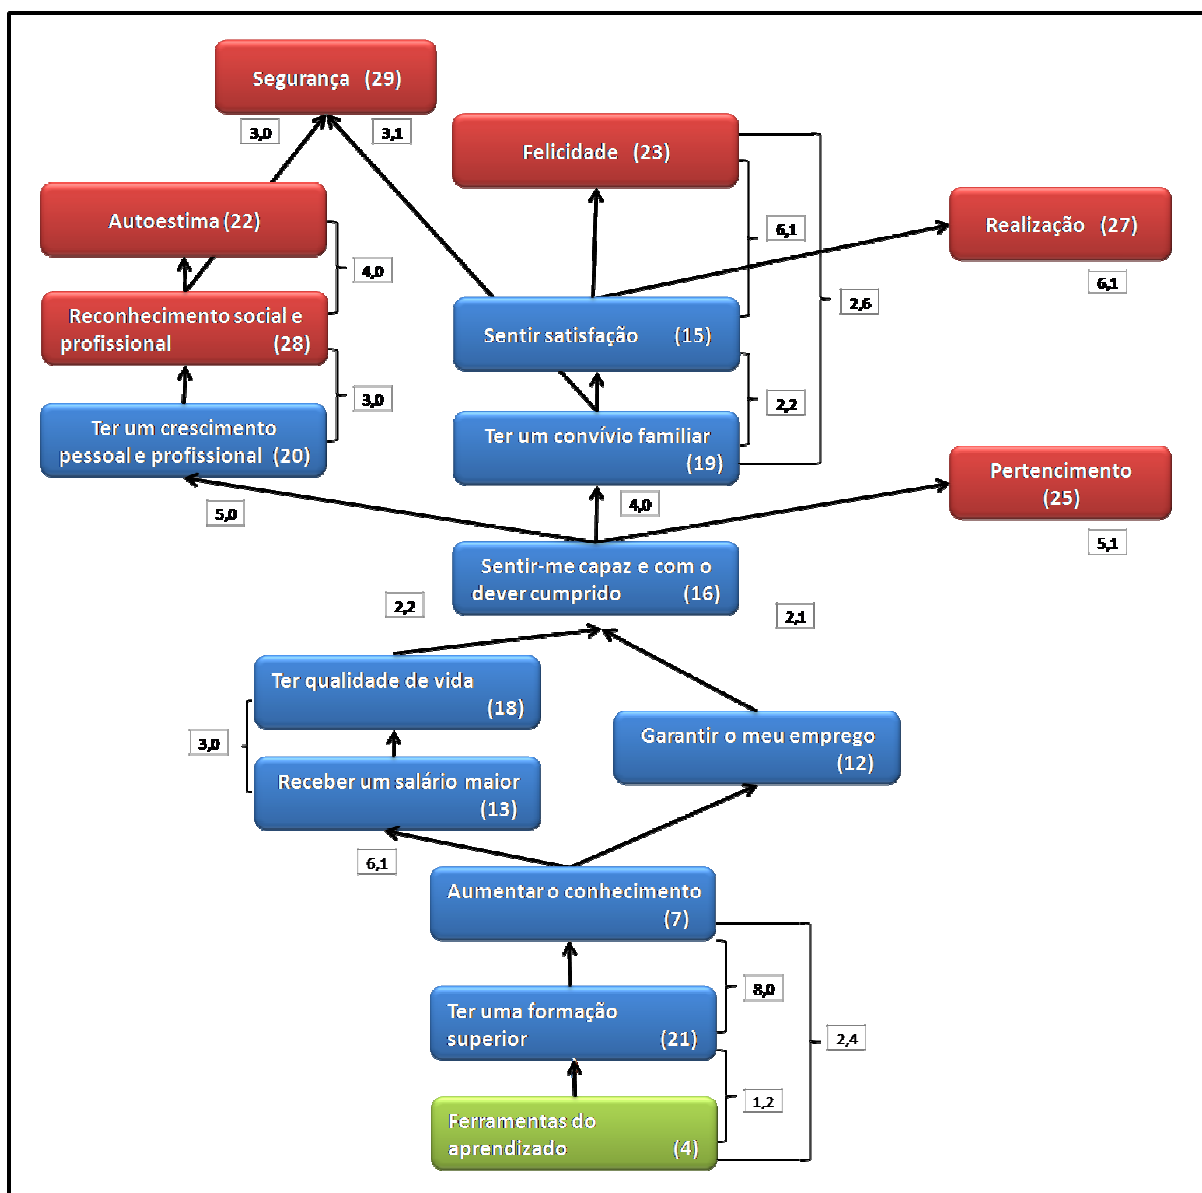 Segurança (29)
3,0
3,1
Felicidade (23)
Autoestima (22)
6,1
Realização (27)
4,0
6,1
2,6
Reconhecimento social e
profissional (28)
Sentir satisfação (15)
3,0
2,2
Ter um crescimento
pessoal e profissional (20)
Ter um convívio familiar
(19)
Pertencimento
(25)
5,0
4,0
5,1
Sentir-me capaz e com o
dever cumprido (16)
2,2
2,1
Ter qualidade de vida
(18)
3,0
Garantir o meu emprego
(12)
Receber um salário maior
(13)
6,1
Aumentar o conhecimento
(7)
8,0
Ter uma formação
superior (21)
2,4
1,2
Ferramentas do
aprendizado (4)